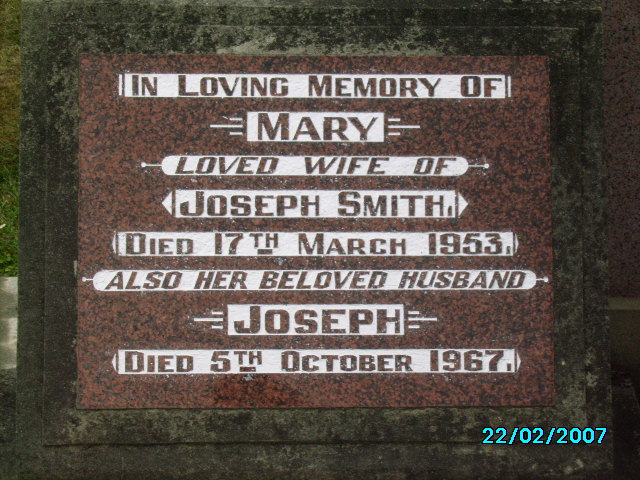 IN LOVING MEMORY OF
MARY
LOVED WIFE OF
JOSEPH SMITH.
DIED 17TH MARCH 1953.
ALSO HER BELOVED HUSBAND
JOSEPH
DIED 5TH OCTOBER 1967.
22/02/2007